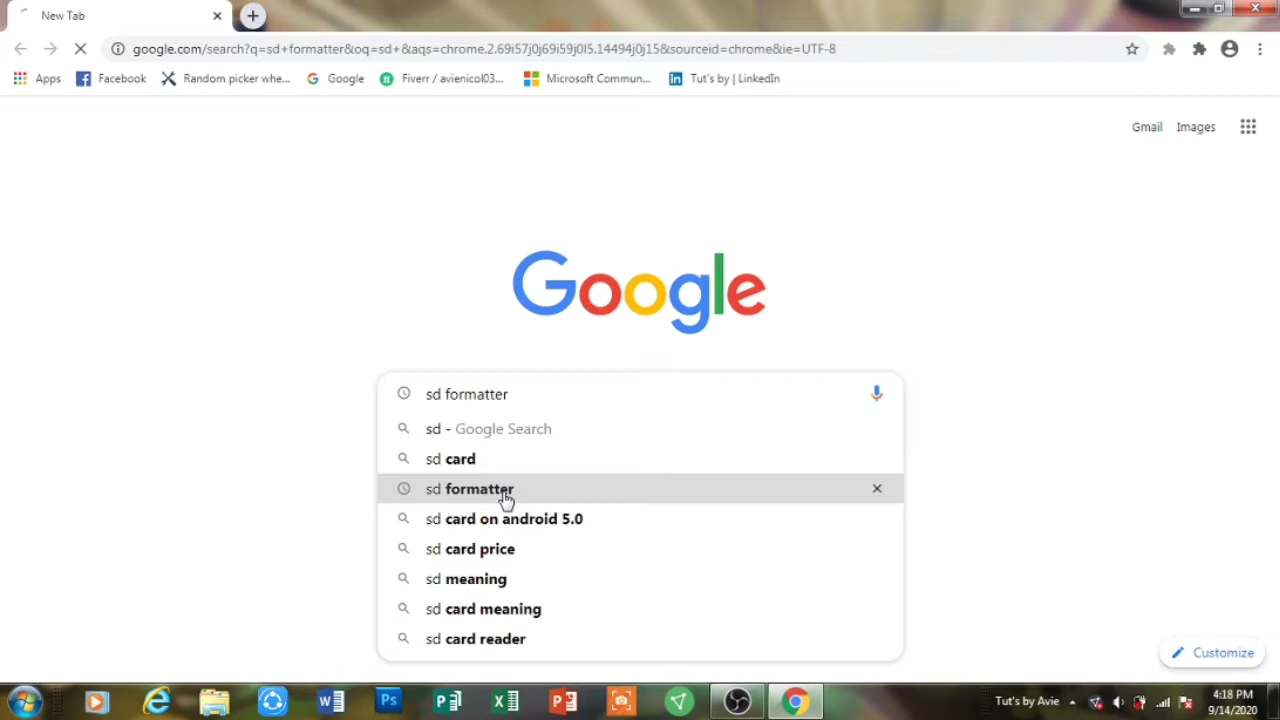 New Tab
google.com/search?q=sd+formatter&oq=sd+&aqs=chrome.2.69i57j0j69i59j0l5.14494j0j15&sourceid=chrome&ie=UTF-8
Apps Facebook Random picker whe... Google Fiverr / avienicol03... Microsoft Commun... Tut's by | LinkedIn
Gmail Images
Google
sd formatter
sd - Google Search
sd card
sd formatter
sd card on android 5.0
sd card price
sd meaning
sd card meaning
sd card reader
Customize
Tut's by Avie
4:18 PM
9/14/2020